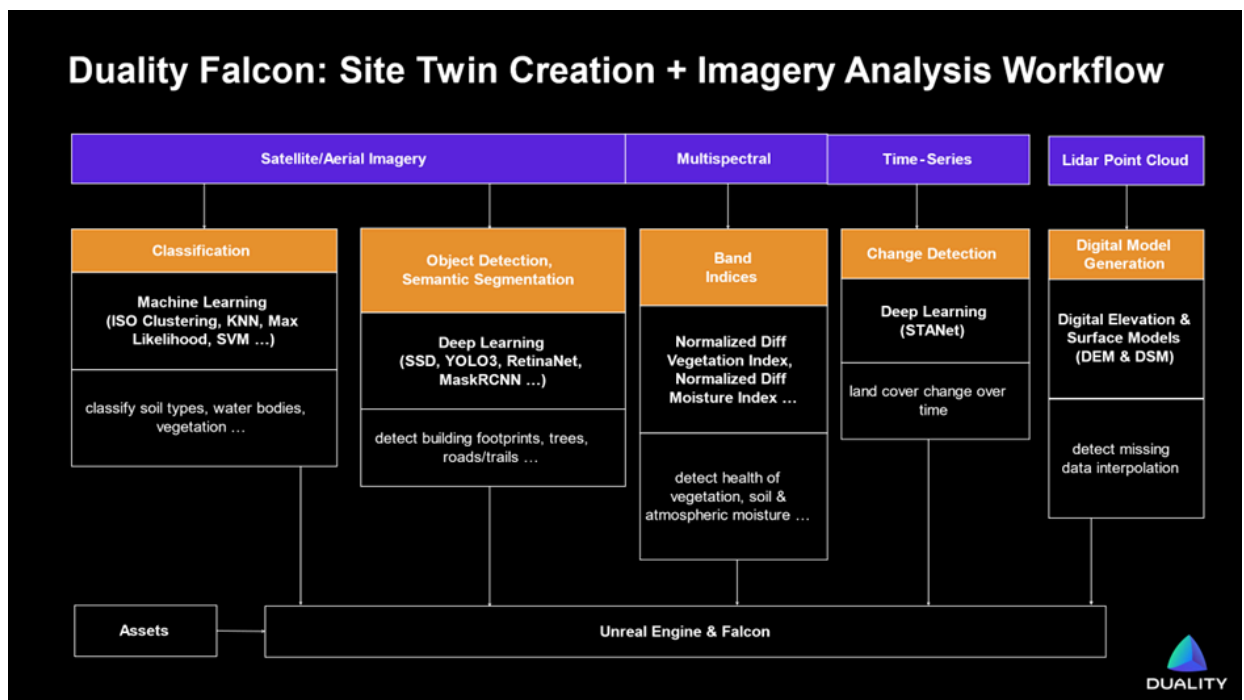 Duality Falcon: Site Twin Creation + Imagery Analysis Workflow
Satellite/Aerial Imagery
Multispectral
Time-Series
Lidar Point Cloud
Classification
Machine Learning
(ISO Clustering, KNN, Max
Likelihood, SVM ...)
classify soil types, water bodies,
vegetation ...
Object Detection,
Semantic Segmentation
Deep Learning
(SSD, YOLO3, RetinaNet,
MaskRCNN ...)
detect building footprints, trees,
roads/trails ...
Band
Indices
Normalized Diff
Vegetation Index,
Normalized Diff
Moisture Index ...
detect health of
vegetation, soil &
atmospheric moisture ...
Change Detection
Deep Learning
(STANet)
land cover change over
time
Digital Model
Generation
Digital Elevation &
Surface Models
(DEM & DSM)
detect missing
data interpolation
Assets
Unreal Engine & Falcon
DUALITY